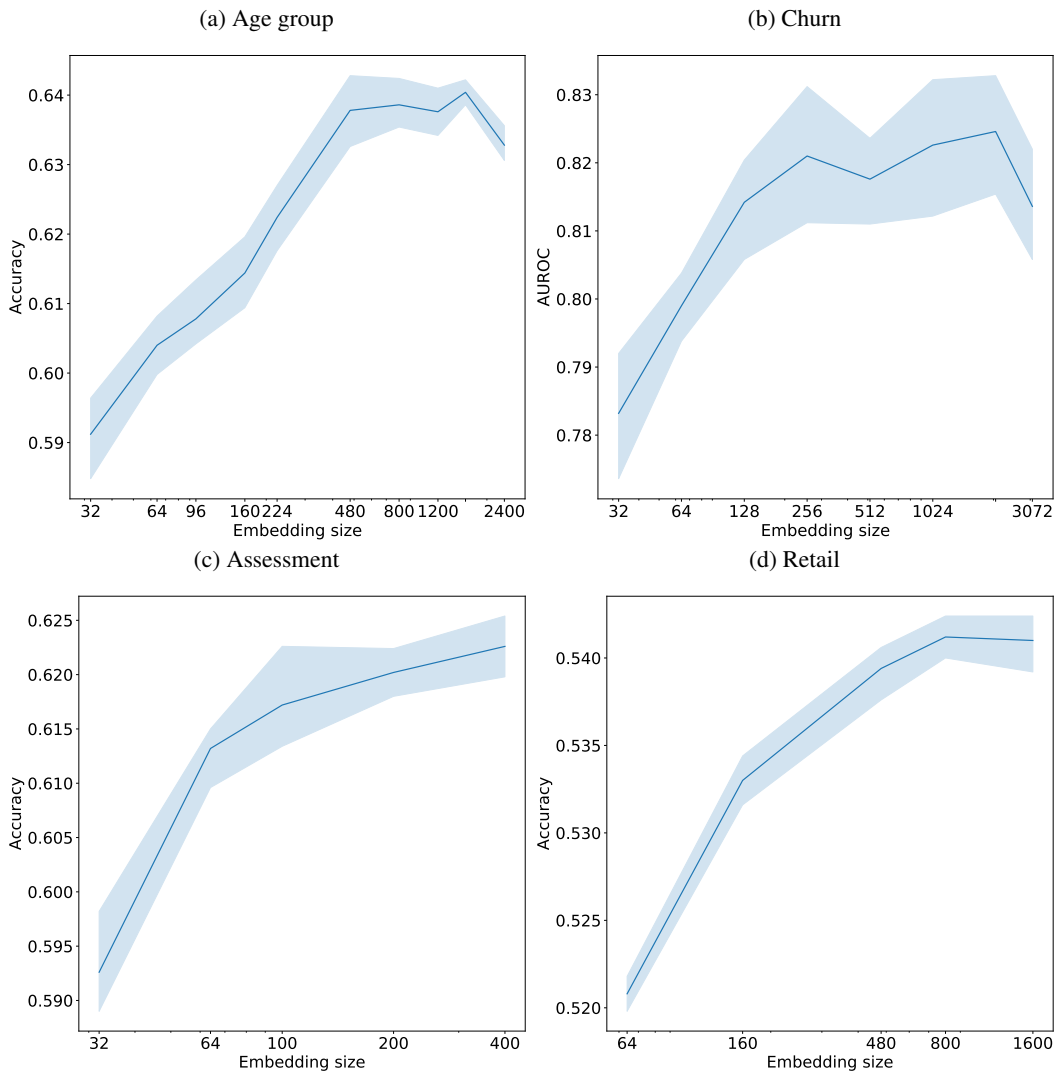 (a) Age group
(b) Churn
0.64
0.63
0.62
0.61
0.60
0.59
Accuracy
32 64 96 160 224 480 800 1200 2400
Embedding size
0.83
0.82
0.81
0.80
0.79
0.78
AUROC
32 64 128 256 512 1024 3072
Embedding size
(c) Assessment
(d) Retail
0.625
0.620
0.615
0.610
0.605
0.600
0.595
0.590
Accuracy
32 64 100 200 400
Embedding size
0.540
0.535
0.530
0.525
0.520
Accuracy
64 160 480 800 1600
Embedding size